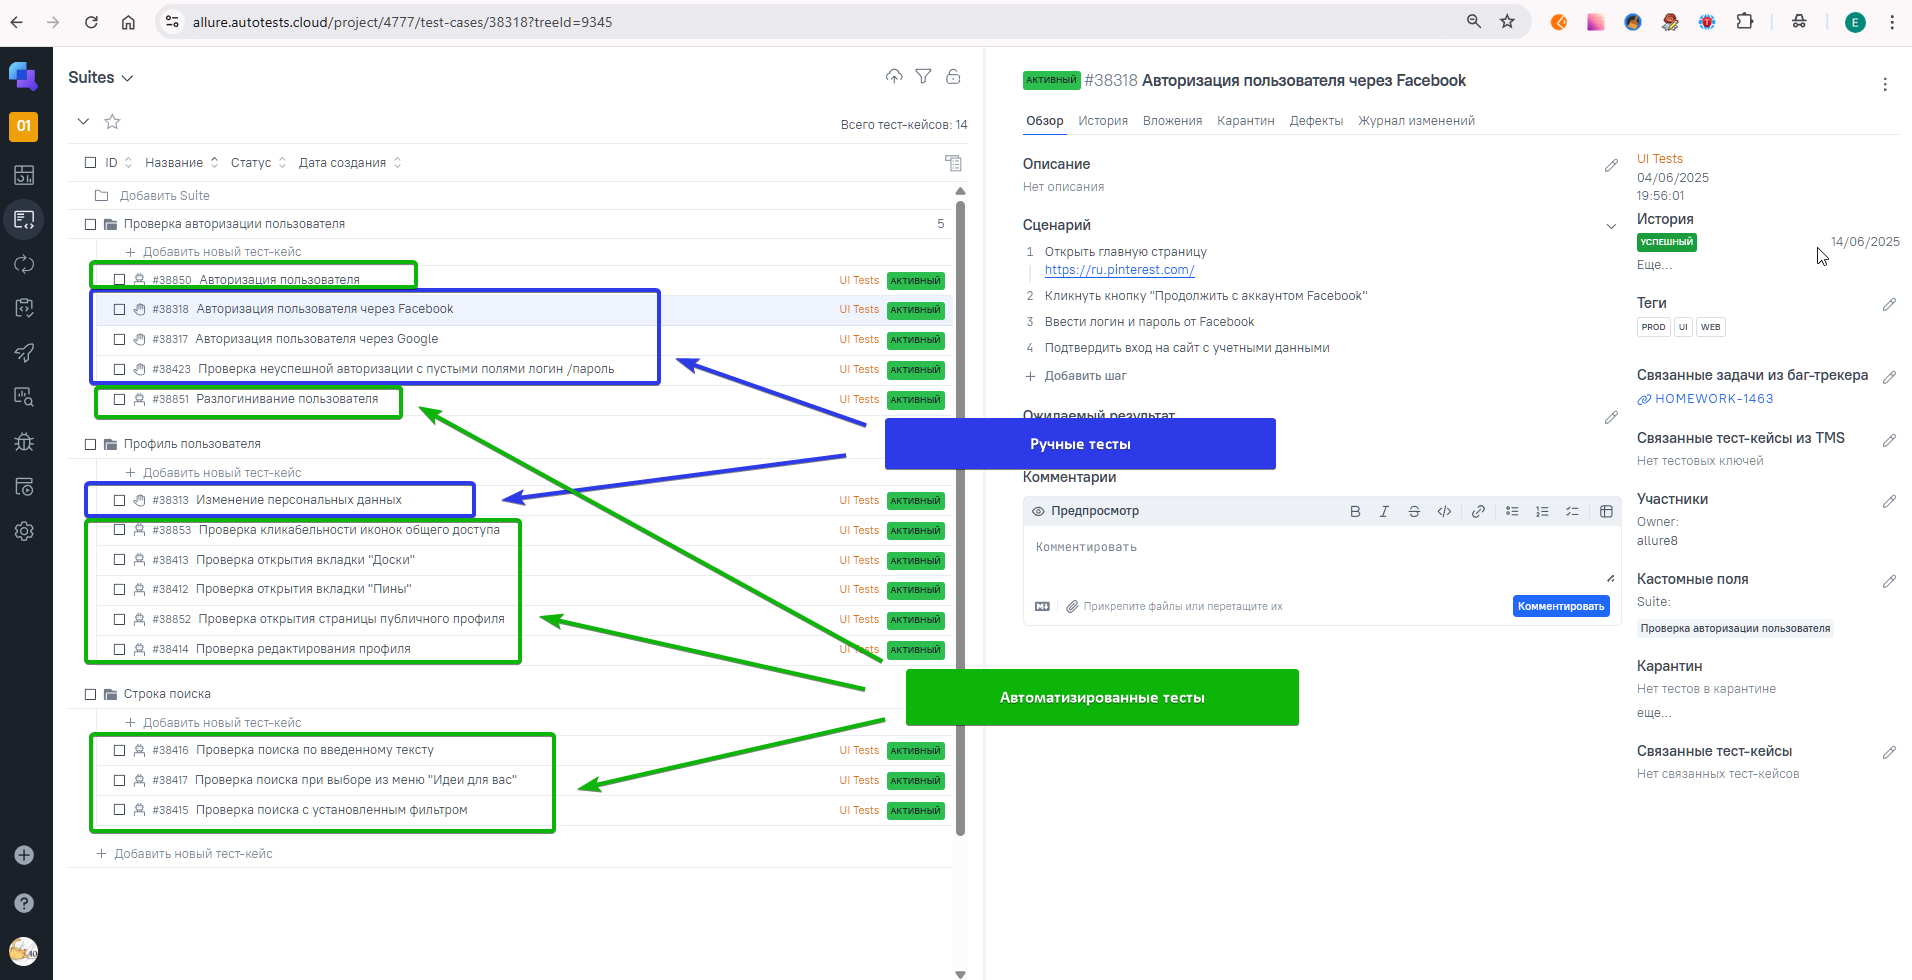 allure.autotests.cloud/project/4777/test-cases/38318?treeId=9345
E
01
Suites
Всего тест-кейсов: 14
ID
Название
Статус
Дата создания
Добавить Suite
Проверка авторизации пользователя
5
Добавить новый тест-кейс
#38850 Авторизация пользователя UI Tests АКТИВНЫЙ
#38318 Авторизация пользователя через Facebook UI Tests АКТИВНЫЙ
#38317 Авторизация пользователя через Google UI Tests АКТИВНЫЙ
#38423 Проверка неуспешной авторизации с пустыми полями логин /пароль UI Tests АКТИВНЫЙ
#38851 Разлогинивание пользователя UI Tests АКТИВНЫЙ
Профиль пользователя
Добавить новый тест-кейс
#38313 Изменение персональных данных UI Tests АКТИВНЫЙ
#38853 Проверка кликабельности иконок общего доступа UI Tests АКТИВНЫЙ
#38413 Проверка открытия вкладки "Доски" UI Tests АКТИВНЫЙ
#38412 Проверка открытия вкладки "Пины" UI Tests АКТИВНЫЙ
#38852 Проверка открытия страницы публичного профиля UI Tests АКТИВНЫЙ
#38414 Проверка редактирования профиля UI Tests АКТИВНЫЙ
Строка поиска
Добавить новый тест-кейс
#38416 Проверка поиска по введенному тексту UI Tests АКТИВНЫЙ
#38417 Проверка поиска при выборе из меню "Идеи для вас" UI Tests АКТИВНЫЙ
#38415 Проверка поиска с установленным фильтром UI Tests АКТИВНЫЙ
Добавить новый тест-кейс
Ручные тесты
Автоматизированные тесты
АКТИВНЫЙ #38318 Авторизация пользователя через Facebook
Обзор История Вложения Карантин Дефекты Журнал изменений
Описание
Нет описания
Сценарий
1 Открыть главную страницу
https://ru.pinterest.com/
2 Кликнуть кнопку "Продолжить с аккаунтом Facebook"
3 Ввести логин и пароль от Facebook
4 Подтвердить вход на сайт с учетными данными
Добавить шаг
Ожидаемый результат
Комментарии
Предпросмотр
Комментировать
Прикрепите файлы или перетащите их
Комментировать
UI Tests
04/06/2025
19:56:01
История
УСПЕШНЫЙ 14/06/2025
Еще...
Теги
PROD UI WEB
Связанные задачи из баг-трекера
HOMEWORK-1463
Связанные тест-кейсы из TMS
Нет тестовых ключей
Участники
Owner:
allure8
Кастомные поля
Suite:
Проверка авторизации пользователя
Карантин
Нет тестов в карантине
еще...
Связанные тест-кейсы
Нет связанных тест-кейсов